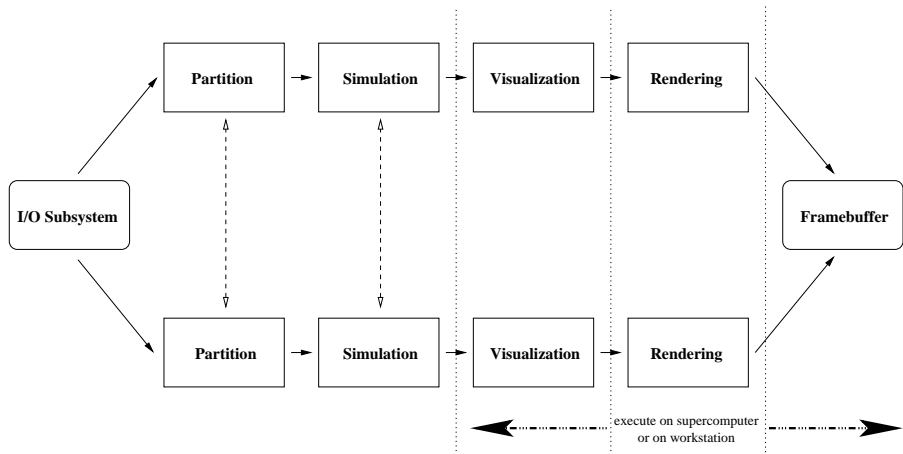 Partition
Simulation
Visualization
Rendering
I/O Subsystem
Framebuffer
Partition
Simulation
Visualization
Rendering
execute on supercomputer
or on workstation